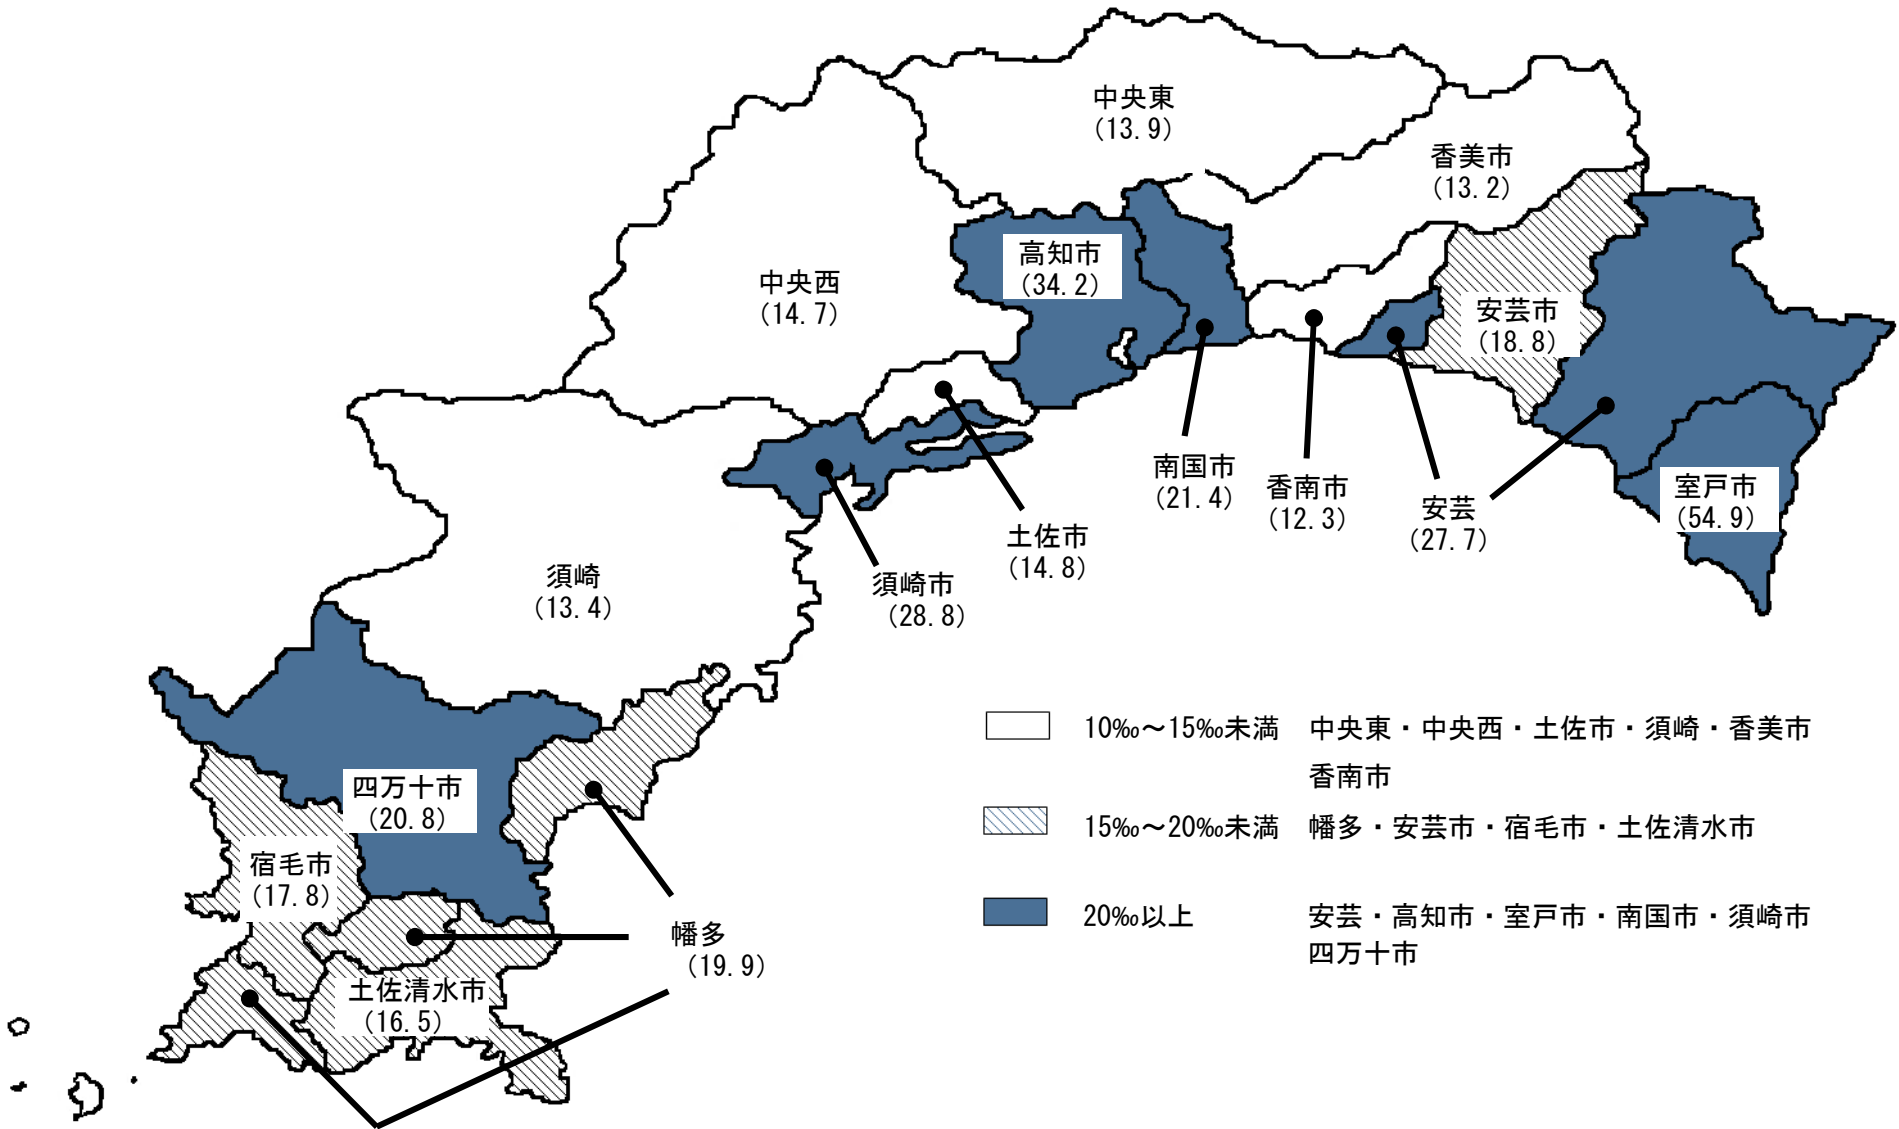 中央東
(13.9)
香美市
(13.2)
高知市
(34.2)
中央西
(14.7)
安芸市
(18.8)
南国市
(21.4)
香南市
(12.3)
安芸
(27.7)
室戸市
(54.9)
土佐市
(14.8)
須崎市
(28.8)
須崎
(13.4)
四万十市
(20.8)
宿毛市
(17.8)
幡多
(19.9)
土佐清水市
(16.5)
10‰～15‰未満 中央東・中央西・土佐市・須崎・香美市
香南市
15‰～20‰未満 幡多・安芸市・宿毛市・土佐清水市
20‰以上 安芸・高知市・室戸市・南国市・須崎市
四万十市